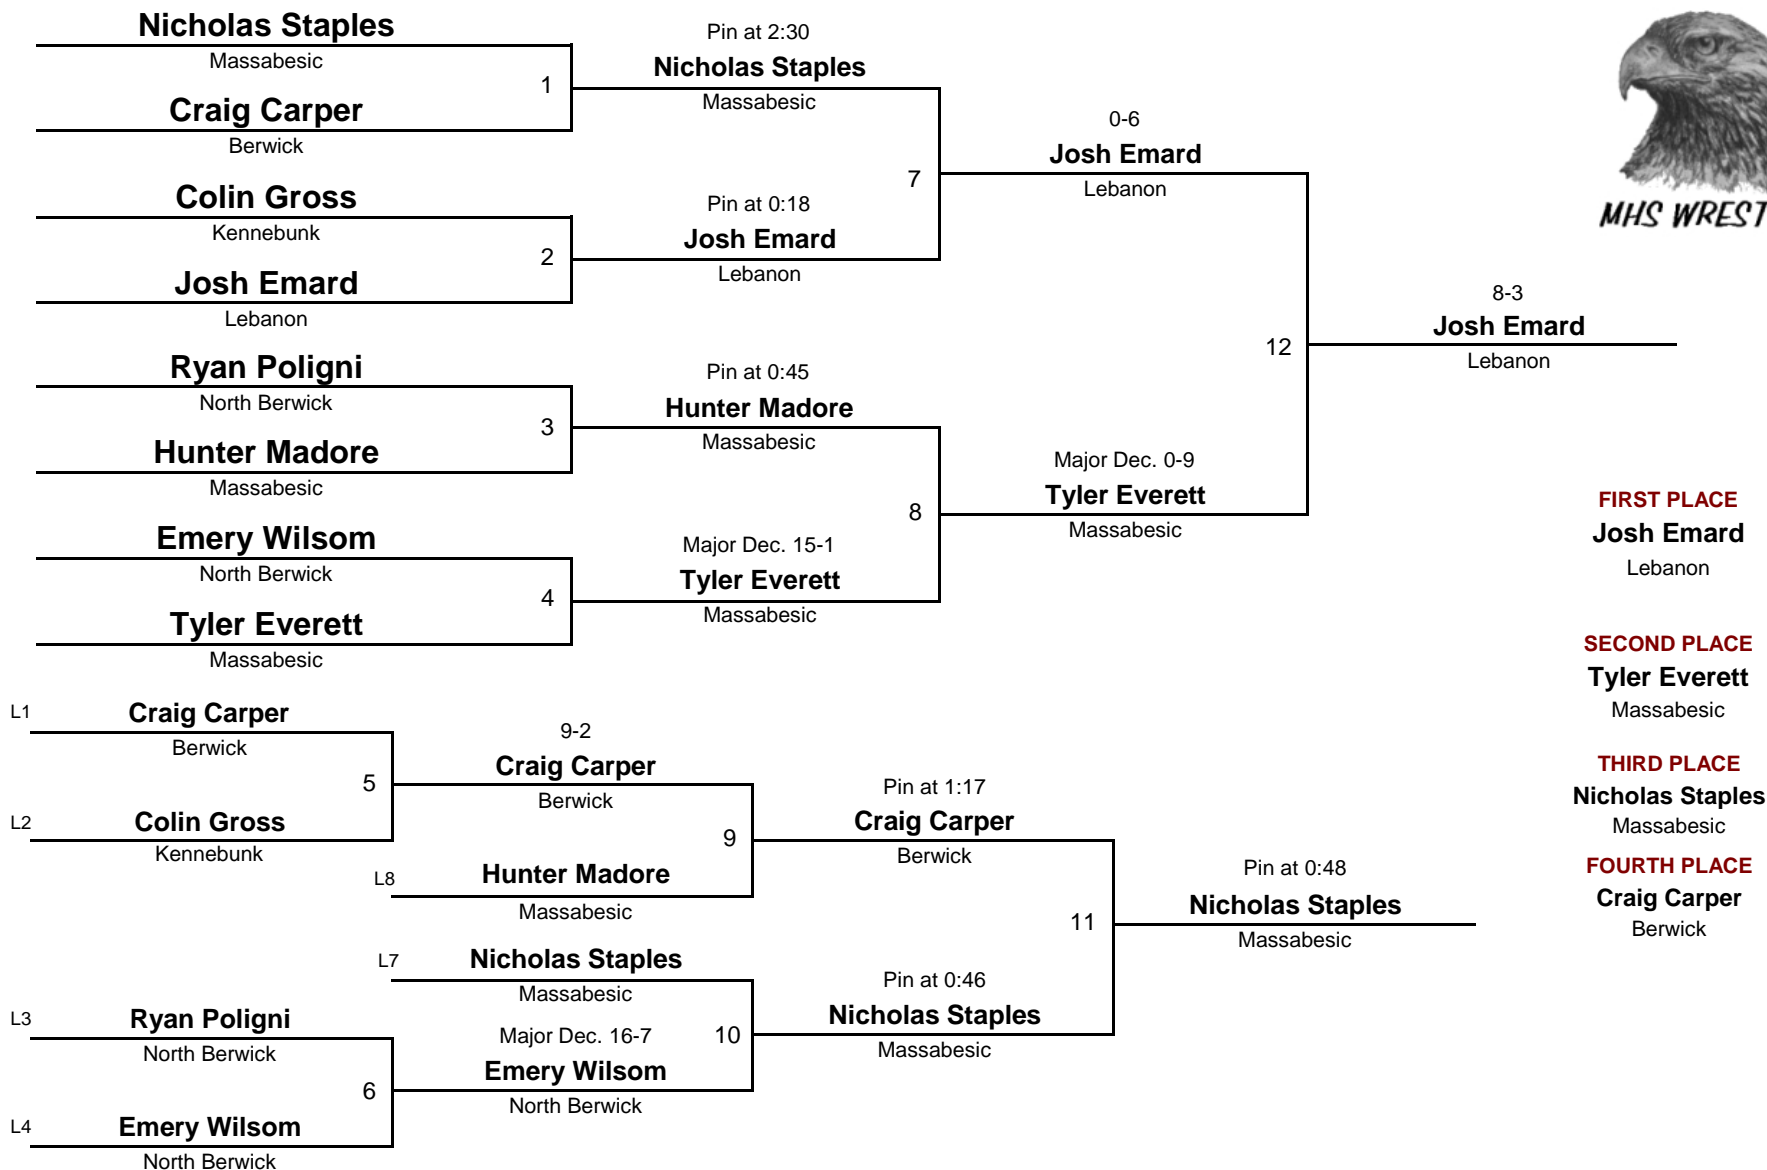 Nicholas Staples
Massabesic
1
Craig Carper
Berwick
Pin at 2:30
Nicholas Staples
Massabesic
Colin Gross
Kennebunk
2
Josh Emard
Lebanon
Pin at 0:18
Josh Emard
Lebanon
7
0-6
Josh Emard
Lebanon
Ryan Poligni
North Berwick
3
Hunter Madore
Massabesic
Pin at 0:45
Hunter Madore
Massabesic
Emery Wilsom
North Berwick
4
Tyler Everett
Massabesic
Major Dec. 15-1
Tyler Everett
Massabesic
8
Major Dec. 0-9
Tyler Everett
Massabesic
12
8-3
Josh Emard
Lebanon
MHS WREST
FIRST PLACE
Josh Emard
Lebanon
SECOND PLACE
Tyler Everett
Massabesic
THIRD PLACE
Nicholas Staples
Massabesic
FOURTH PLACE
Craig Carper
Berwick
L1
Craig Carper
Berwick
5
L2
Colin Gross
Kennebunk
9-2
Craig Carper
Berwick
9
L8
Hunter Madore
Massabesic
Pin at 1:17
Craig Carper
Berwick
L7
Nicholas Staples
Massabesic
10
L3
Ryan Poligni
North Berwick
6
L4
Emery Wilsom
North Berwick
Major Dec. 16-7
Emery Wilsom
North Berwick
Pin at 0:46
Nicholas Staples
Massabesic
11
Pin at 0:48
Nicholas Staples
Massabesic